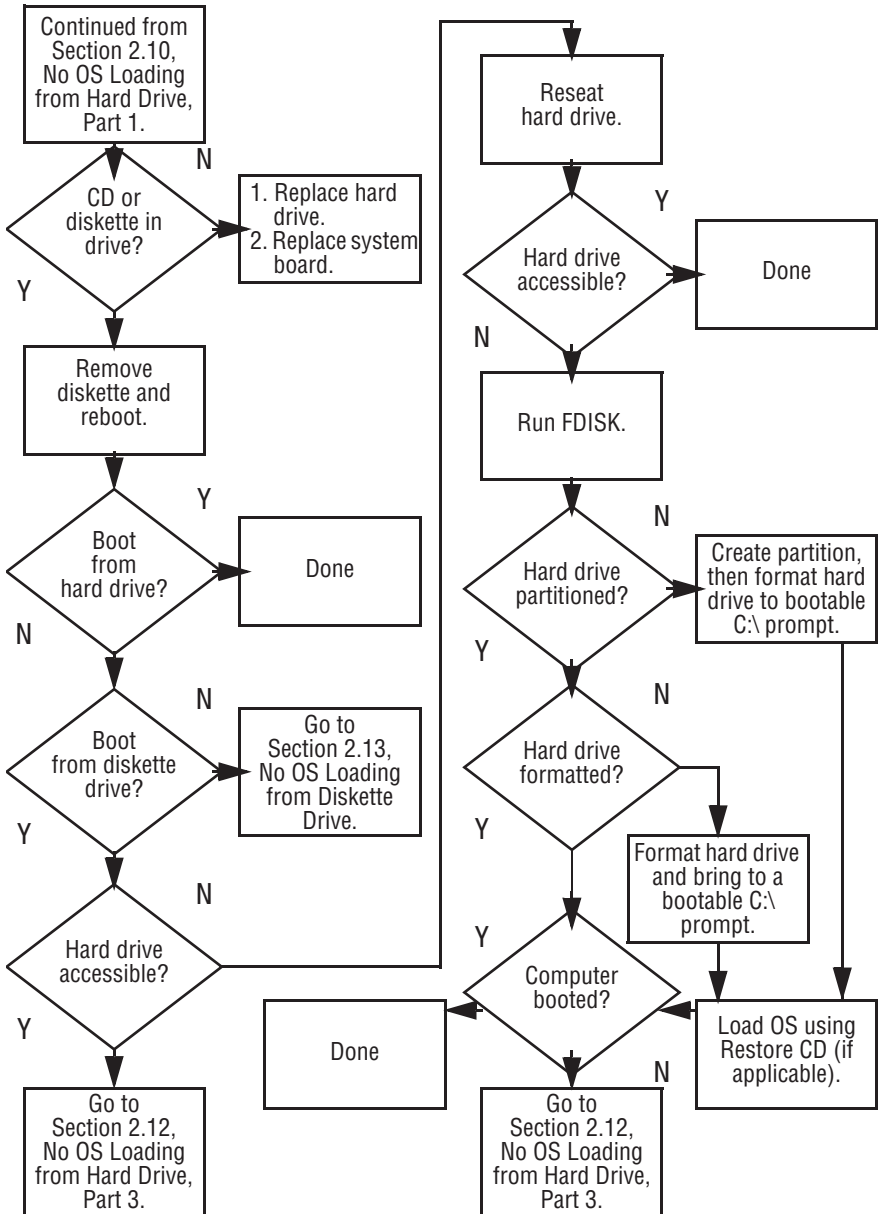 Continued from
Section 2.10,
No OS Loading
from Hard Drive,
Part 1.
N
CD or
diskette in
drive?
1. Replace hard
drive.
2. Replace system
board.
Y
Remove
diskette and
reboot.
Y
Boot
from
hard drive?
Done
N
N
Boot
from diskette
drive?
Go to
Section 2.13,
No OS Loading
from Diskette
Drive.
Y
N
Hard drive
accessible?
Y
Go to
Section 2.12,
No OS Loading
from Hard Drive,
Part 3.
Reseat
hard drive.
Y
Hard drive
accessible?
Done
N
Run FDISK.
N
Hard drive
partitioned?
Create partition,
then format hard
drive to bootable
C:\ prompt.
Y
N
Hard drive
formatted?
Y
Format hard drive
and bring to a
bootable C:\
prompt.
Y
Computer
booted?
Done
Load OS using
Restore CD (if
applicable).
N
Go to
Section 2.12,
No OS Loading
from Hard Drive,
Part 3.